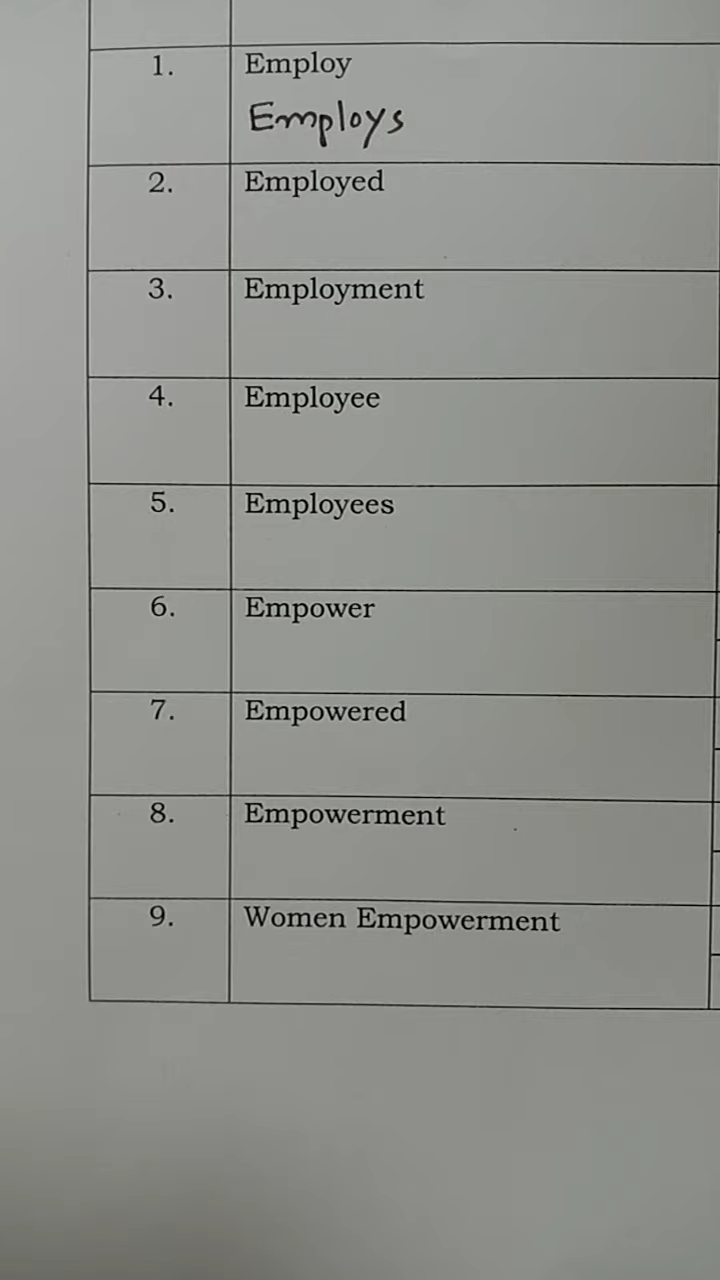 1. Employ
Employs
2. Employed
3. Employment
4. Employee
5. Employees
6. Empower
7. Empowered
8. Empowerment
9. Women Empowerment